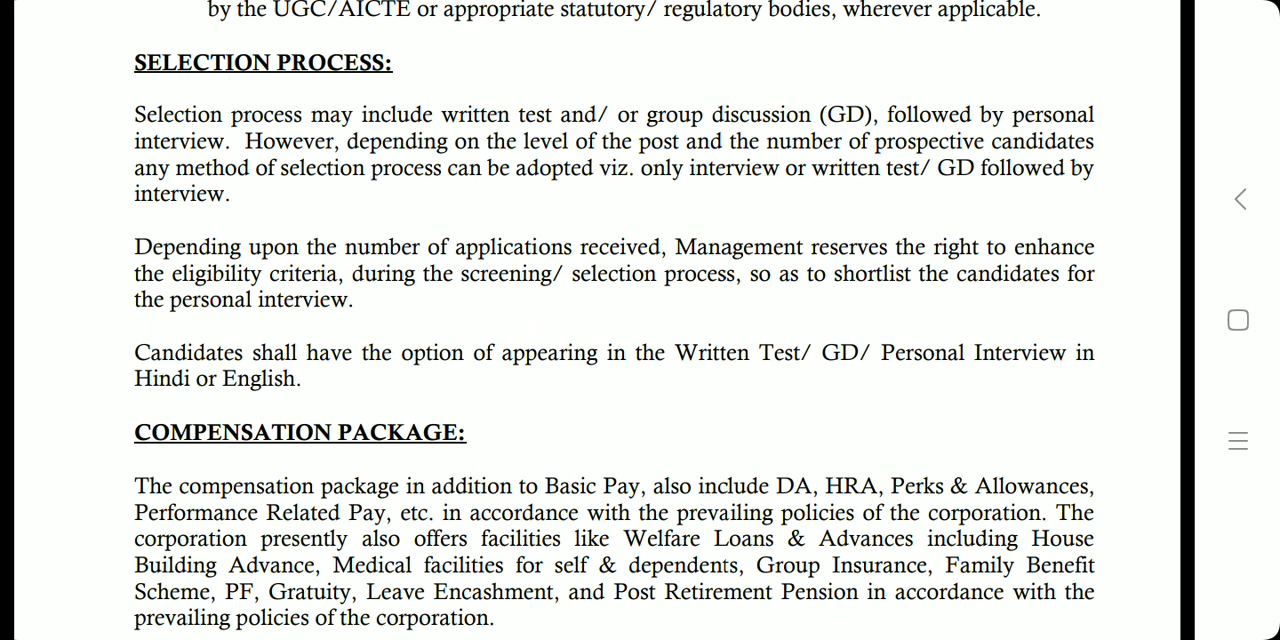 by the UGC/AICTE or appropriate statutory/ regulatory bodies, wherever applicable.
SELECTION PROCESS:
Selection process may include written test and/ or group discussion (GD), followed by personal
interview.  However, depending on the level of the post and the number of prospective candidates
any method of selection process can be adopted viz. only interview or written test/ GD followed by
interview.
Depending upon the number of applications received, Management reserves the right to enhance
the eligibility criteria, during the screening/ selection process, so as to shortlist the candidates for
the personal interview.
Candidates shall have the option of appearing in the Written Test/ GD/ Personal Interview in
Hindi or English.
COMPENSATION PACKAGE:
The compensation package in addition to Basic Pay, also include DA, HRA, Perks & Allowances,
Performance Related Pay, etc. in accordance with the prevailing policies of the corporation. The
corporation presently also offers facilities like Welfare Loans & Advances including House
Building Advance, Medical facilities for self & dependents, Group Insurance, Family Benefit
Scheme, PF, Gratuity, Leave Encashment, and Post Retirement Pension in accordance with the
prevailing policies of the corporation.